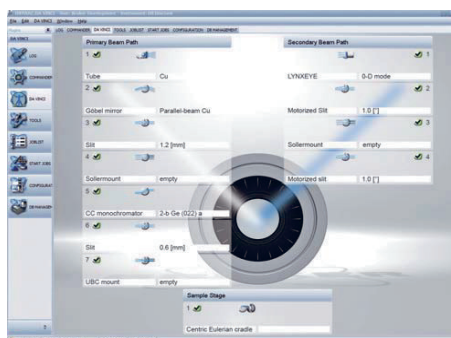 File Edit DA VINCI Window Help
LOG COMMANDER DA VINCI TOOLS JOBLIST START JOBS CONFIGURATION DB MANAGEMENT
DA VINCI
LOG
COMMANDER
DA VINCI
TOOLS
JOBLIST
START JOBS
CONFIGURAT
DB MANAGEM
Primary Beam Path
1
Tube Cu
2
Göbel mirror Parallel-beam Cu
3
Slit 1.2 [mm]
4
Sollermount empty
5
CC monochromator 2-b Ge (022) a
6
Slit 0.6 [mm]
7
UBC mount empty
Secondary Beam Path
1
LYNXEYE 0-D mode
2
Motorized Slit 1.0 [°]
3
Sollermount empty
4
Motorized slit 1.0 [°]
Sample Stage
1
Centric Eulerian cradle